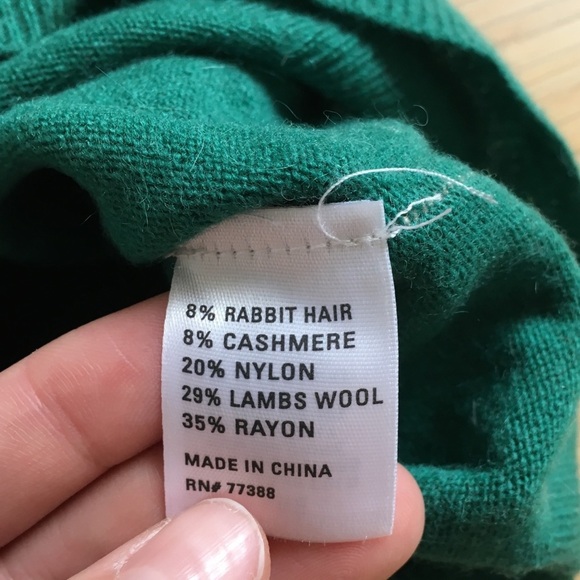 8% RABBIT HAIR
8% CASHMERE
20% NYLON
29% LAMBS WOOL
35% RAYON
MADE IN CHINA
RN# 77388